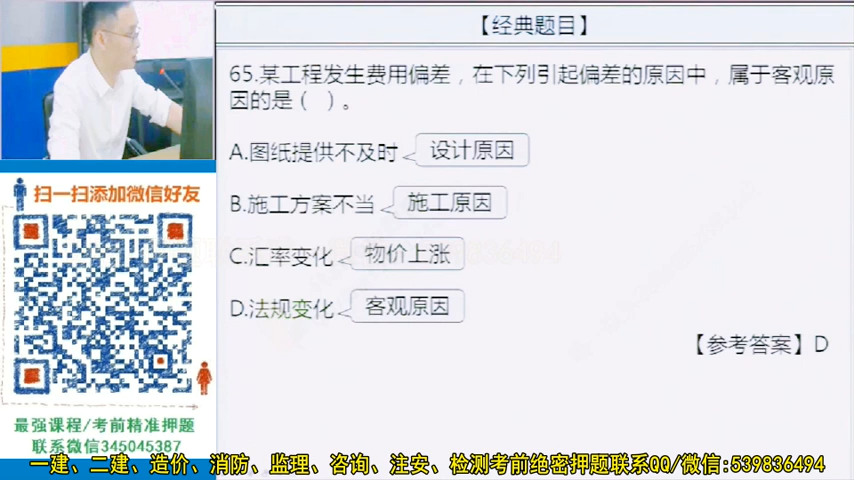 【经典题目】
65.某工程发生费用偏差，在下列引起偏差的原因中，属于客观原
因的是（ ）。
A.图纸提供不及时
设计原因
B.施工方案不当
施工原因
C.汇率变化
物价上涨
D.法规变化
客观原因
【参考答案】D
扫一扫添加微信好友
最强课程/考前精准押题
联系微信345045387
一建、二建、造价、消防、监理、咨询、注安、检测考前绝密押题联系QQ/微信:539836494